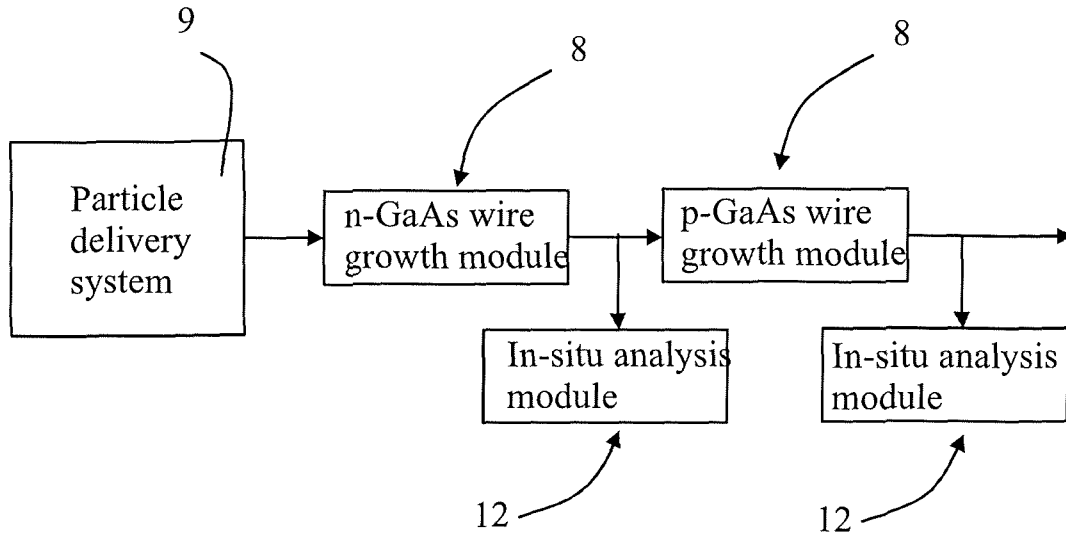 9
8
8
Particle
delivery
system
n-GaAs wire
growth module
p-GaAs wire
growth module
In-situ analysis
module
In-situ analysis
module
12
12